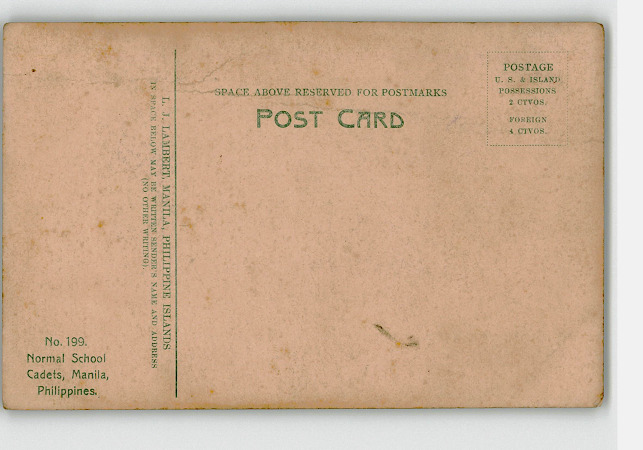 SPACE ABOVE RESERVED FOR POSTMARKS
POST CARD
POSTAGE
U. S. & ISLAND
POSSESSIONS
2 CTVOS.
FOREIGN
4 CTVOS.
L. J. LAMBERT, MANILA, PHILIPPINE ISLANDS
IN SPACE BELOW MAY BE WRITTEN SENDER'S NAME AND ADDRESS
(NO OTHER WRITING).
No. 199.
Normal School
Cadets, Manila,
Philippines.